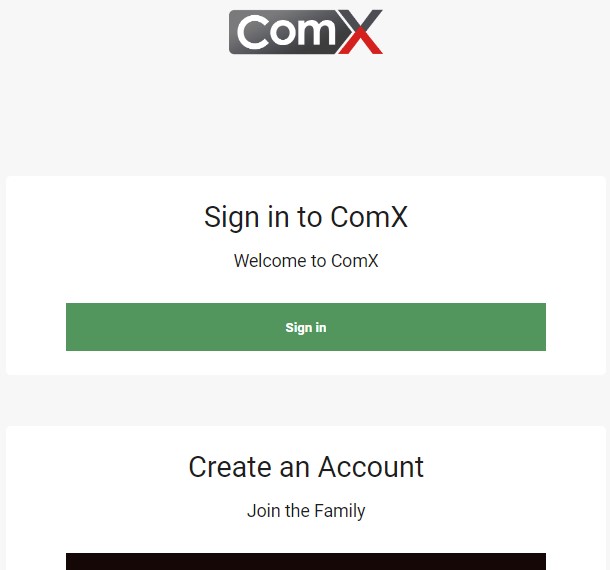 ComX
Sign in to ComX
Welcome to ComX
Sign in
Create an Account
Join the Family